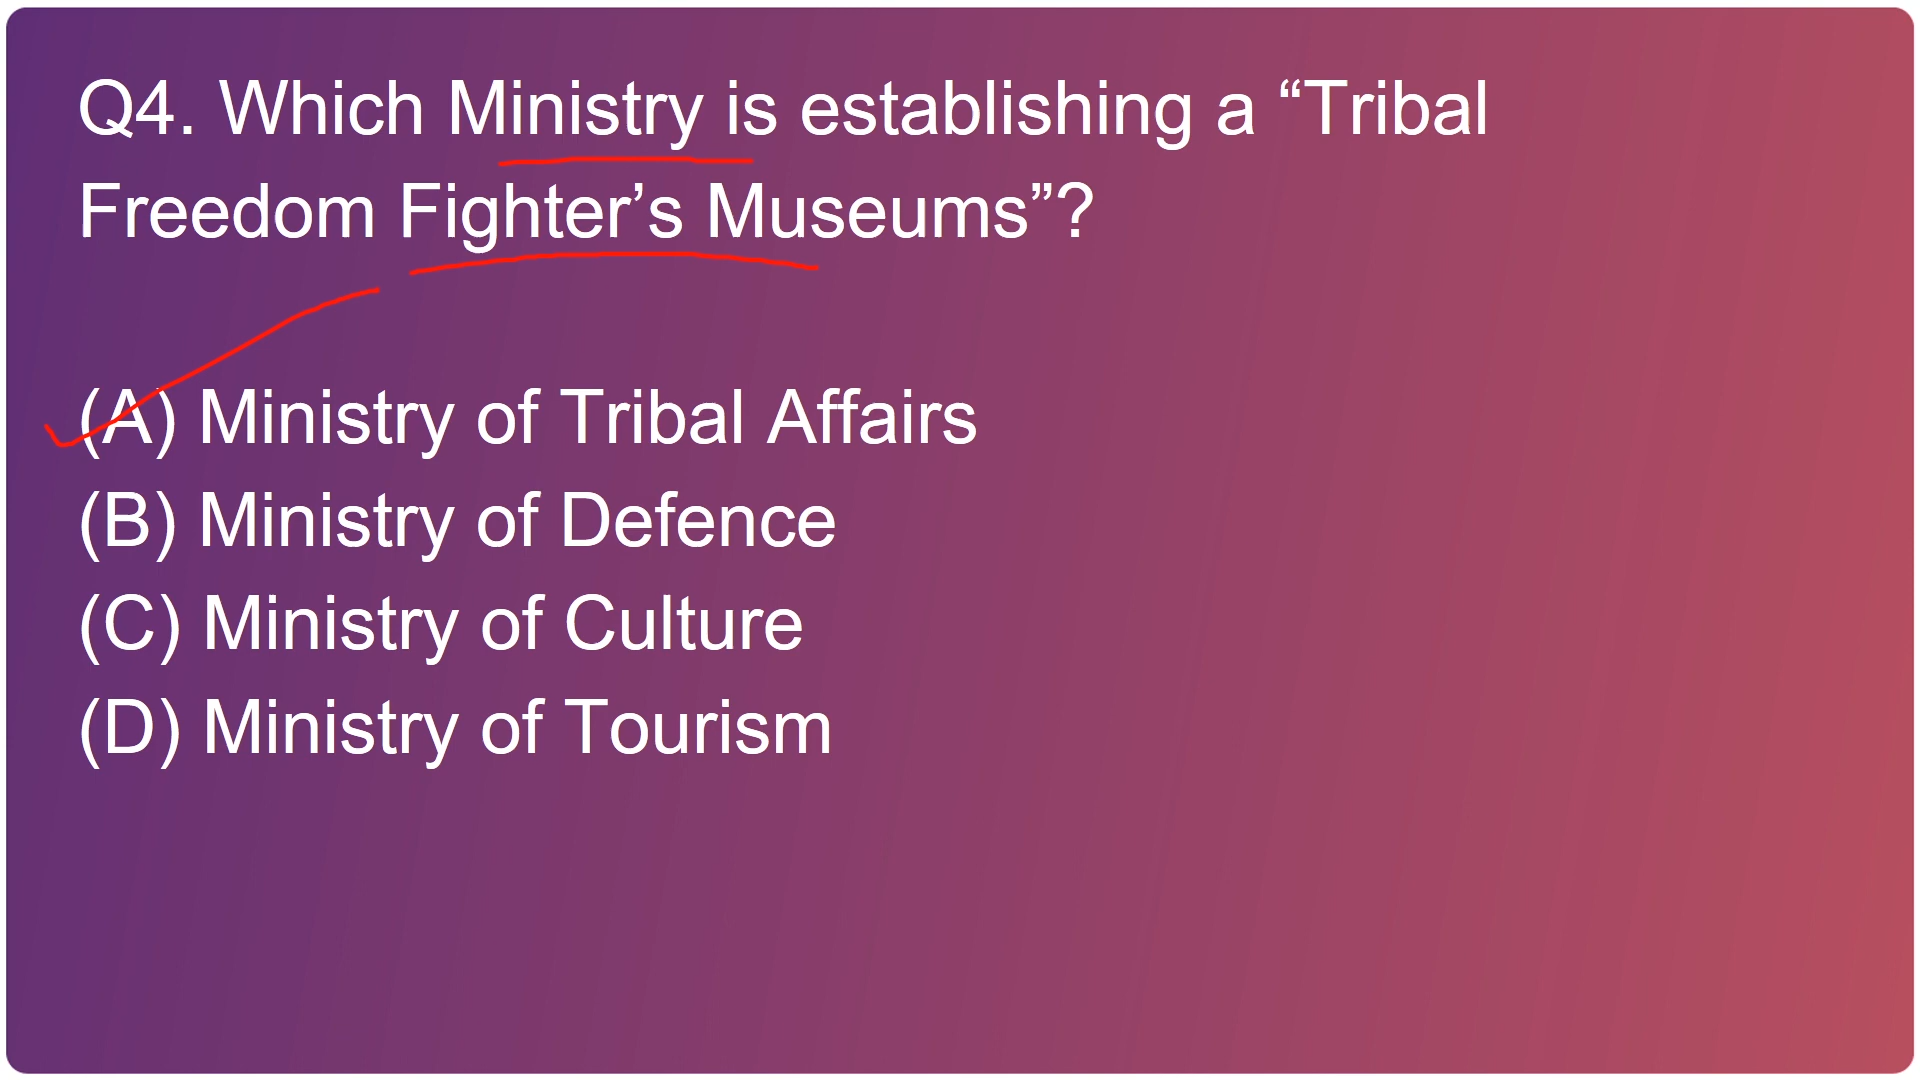 Q4. Which Ministry is establishing a “Tribal
Freedom Fighter’s Museums”?
(A) Ministry of Tribal Affairs
(B) Ministry of Defence
(C) Ministry of Culture
(D) Ministry of Tourism